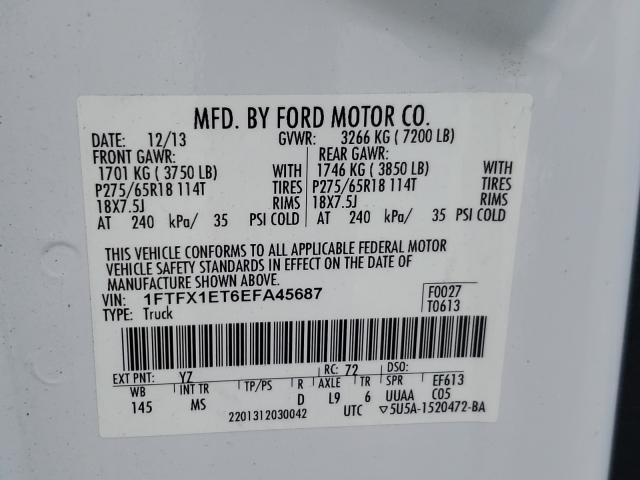 MFD. BY FORD MOTOR CO.
DATE: 12/13 GVWR: 3266 KG ( 7200 LB)
FRONT GAWR: REAR GAWR:
1701 KG ( 3750 LB) WITH 1746 KG ( 3850 LB) WITH
P275/65R18 114T TIRES P275/65R18 114T TIRES
18X7.5J RIMS 18X7.5J RIMS
AT 240 kPa/ 35 PSI COLD AT 240 kPa/ 35 PSI COLD
THIS VEHICLE CONFORMS TO ALL APPLICABLE FEDERAL MOTOR
VEHICLE SAFETY STANDARDS IN EFFECT ON THE DATE OF
MANUFACTURE SHOWN ABOVE.
VIN: 1FTFX1ET6EFA45687 F0027
TYPE: Truck T0613
EXT PNT: YZ RC: 72 DSO:
WB INT TR TP/PS R AXLE TR SPR EF613
145 MS D L9 6 UUAA C05
2201312030042 UTC ▽5U5A-1520472-BA